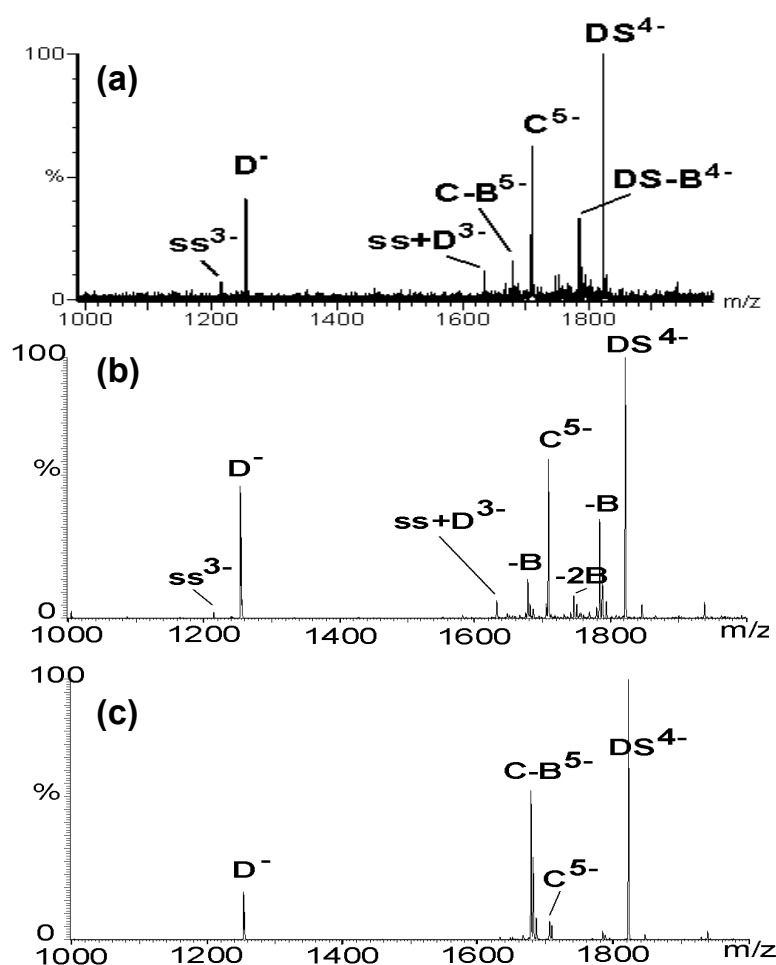 DS4-
100
(a)
C5-
D-
%
DS-B4-
C-B5-
ss+D3-
ss3-
0
1000 1200 1400 1600 1800 m/z
DS4-
100
(b)
C5-
%
D-
-B
ss+D3-
-B
ss3-
-2B
0
1000 1200 1400 1600 1800 m/z
100
(c)
DS4-
C-B5-
%
D-
C5-
0
1000 1200 1400 1600 1800 m/z